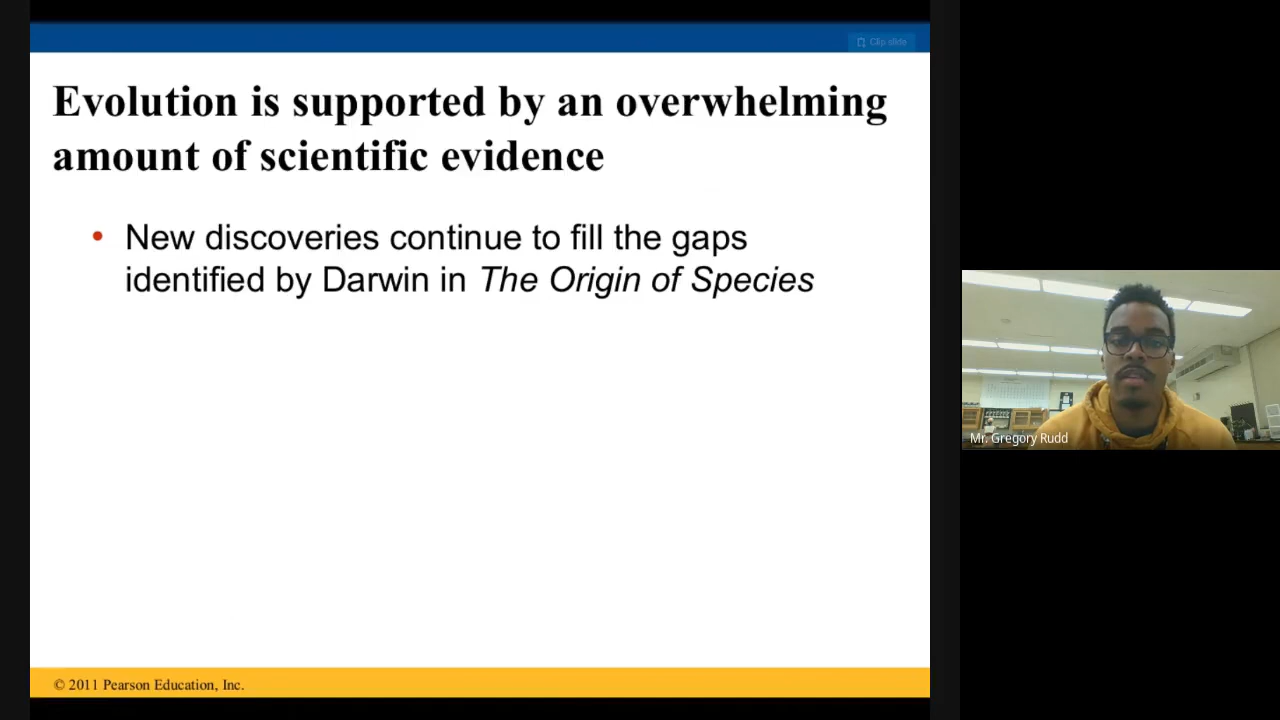 Clip slide
Evolution is supported by an overwhelming
amount of scientific evidence
• New discoveries continue to fill the gaps
identified by Darwin in The Origin of Species
Mr. Gregory Rudd
© 2011 Pearson Education, Inc.